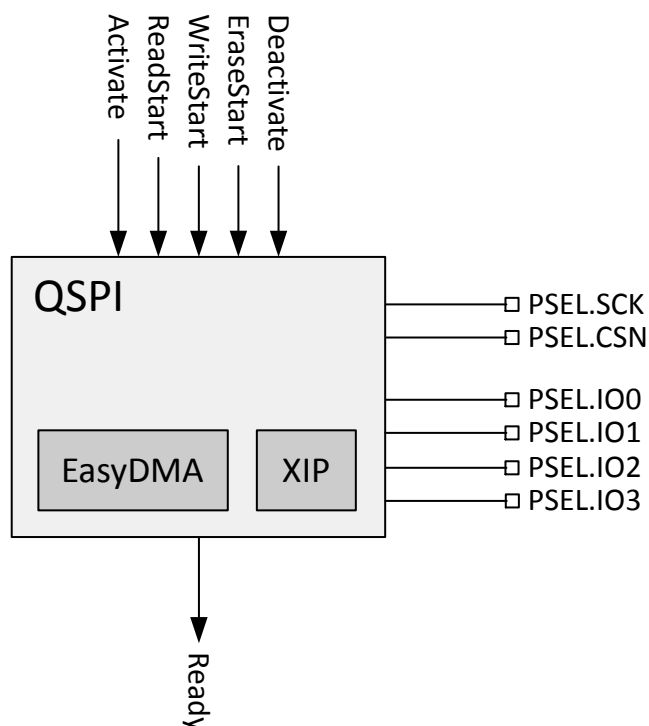 Activate
ReadStart
WriteStart
EraseStart
Deactivate
QSPI
PSEL.SCK
PSEL.CSN
PSEL.IO0
PSEL.IO1
PSEL.IO2
PSEL.IO3
EasyDMA
XIP
Ready